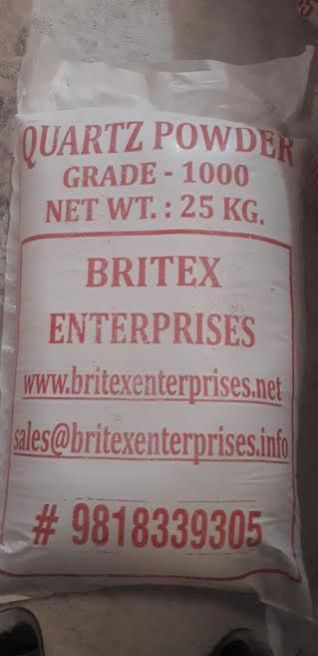 QUARTZ POWDER
GRADE - 1000
NET WT. : 25 KG.
BRITEX
ENTERPRISES
www.britexenterprises.net
sales@britexenterprises.info
# 9818339305